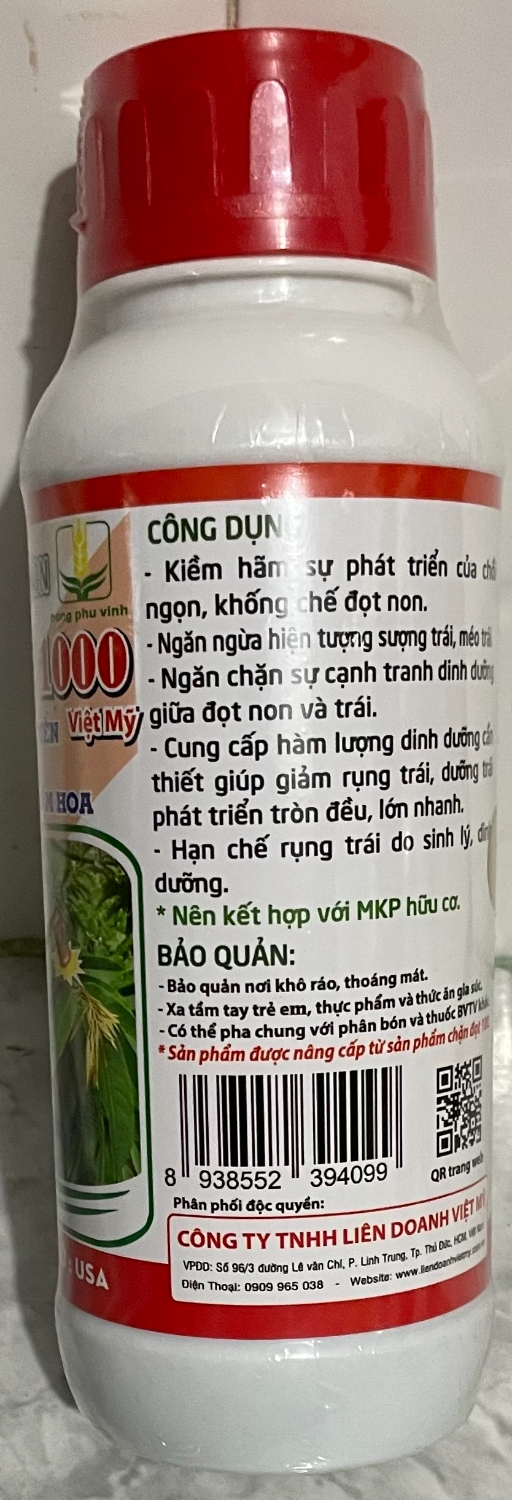 CÔNG DỤN
- Kiềm hãm sự phát triển của
ngọn, khống chế đọt non.
- Ngăn ngừa hiện tượng sượng trái, méo
- Ngăn chặn sự cạnh tranh dinh dưỡng
giữa đọt non và trái.
- Cung cấp hàm lượng dinh dưỡng
thiết giúp giảm rụng trái, dưỡng
phát triển tròn đều, lớn nhanh.
- Hạn chế rụng trái do sinh lý,
dưỡng.
* Nên kết hợp với MKP hữu cơ.
BẢO QUẢN:
- Bảo quản nơi khô ráo, thoáng mát.
- Xa tầm tay trẻ em, thực phẩm và thức ăn gia súc.
- Có thể pha chung với phân bón và thuốc BVTV
* Sản phẩm được nâng cấp từ sản phẩm chặn đọt
8 938552 394099
QR trang web
Phân phối độc quyền:
CÔNG TY TNHH LIÊN DOANH VIỆT MỸ
VPDD: Số 96/3 đường Lê văn Chí, P. Linh Trung, Tp. Thủ Đức, HCM, Việt Nam
Điện Thoại: 0909 965 038 - Website: www.liendoanhvietmy.com
phu vinh
1000
Việt Mỹ
HOA
USA